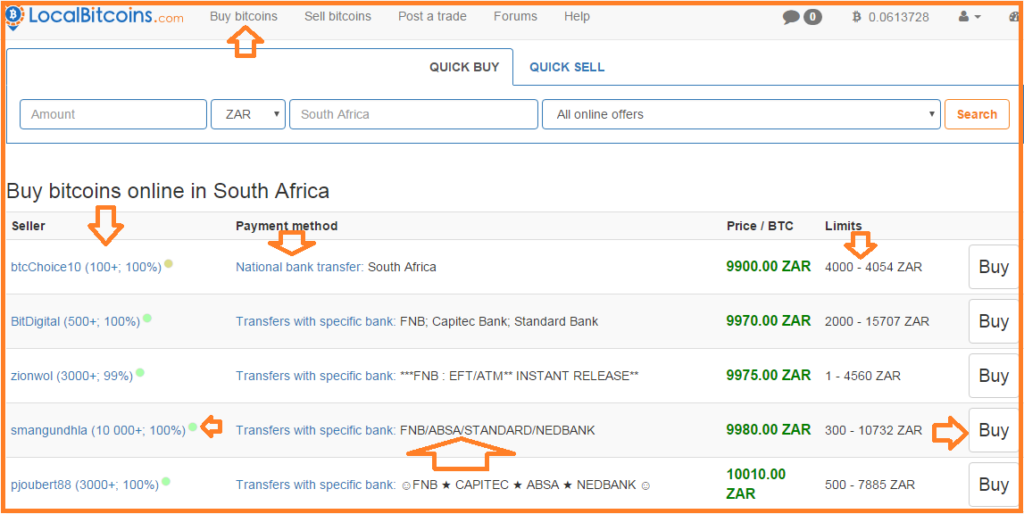 LocalBitcoins.com Buy bitcoins Sell bitcoins Post a trade Forums Help 0 0.0613728
QUICK BUY QUICK SELL
Amount ZAR South Africa All online offers Search
Buy bitcoins online in South Africa
Seller Payment method Price / BTC Limits
btcChoice10 (100+; 100%) National bank transfer: South Africa 9900.00 ZAR 4000 - 4054 ZAR Buy
BitDigital (500+; 100%) Transfers with specific bank: FNB; Capitec Bank; Standard Bank 9970.00 ZAR 2000 - 15707 ZAR Buy
zionwol (3000+; 99%) Transfers with specific bank: ***FNB : EFT/ATM** INSTANT RELEASE** 9975.00 ZAR 1 - 4560 ZAR Buy
smangundhla (10 000+; 100%) Transfers with specific bank: FNB/ABSA/STANDARD/NEDBANK 9980.00 ZAR 300 - 10732 ZAR Buy
pjoubert88 (3000+; 100%) Transfers with specific bank: ☺FNB ★ CAPITEC ★ ABSA ★ NEDBANK ☺ 10010.00 ZAR 500 - 7885 ZAR Buy